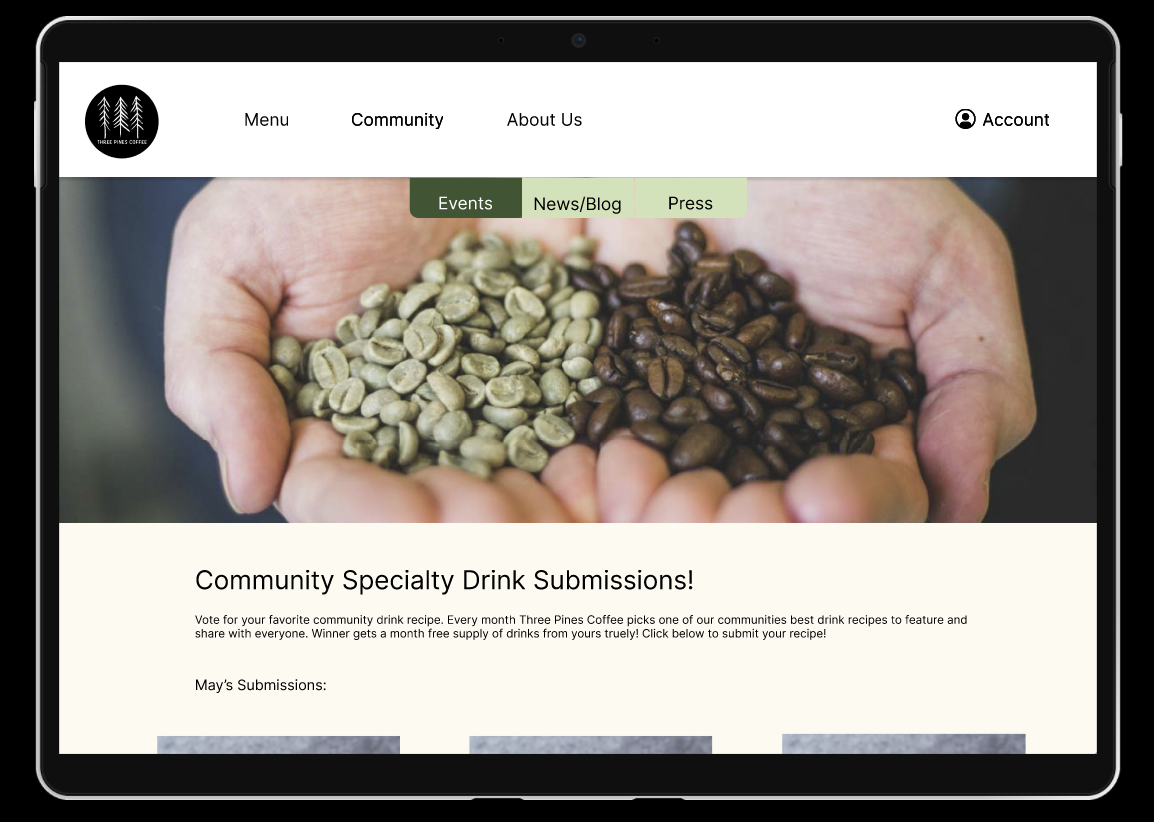 THREE PINES COFFEE
Menu
Community
About Us
Account
Events
News/Blog
Press
Community Specialty Drink Submissions!
Vote for your favorite community drink recipe. Every month Three Pines Coffee picks one of our communities best drink recipes to feature and
share with everyone. Winner gets a month free supply of drinks from yours truely! Click below to submit your recipe!
May's Submissions: